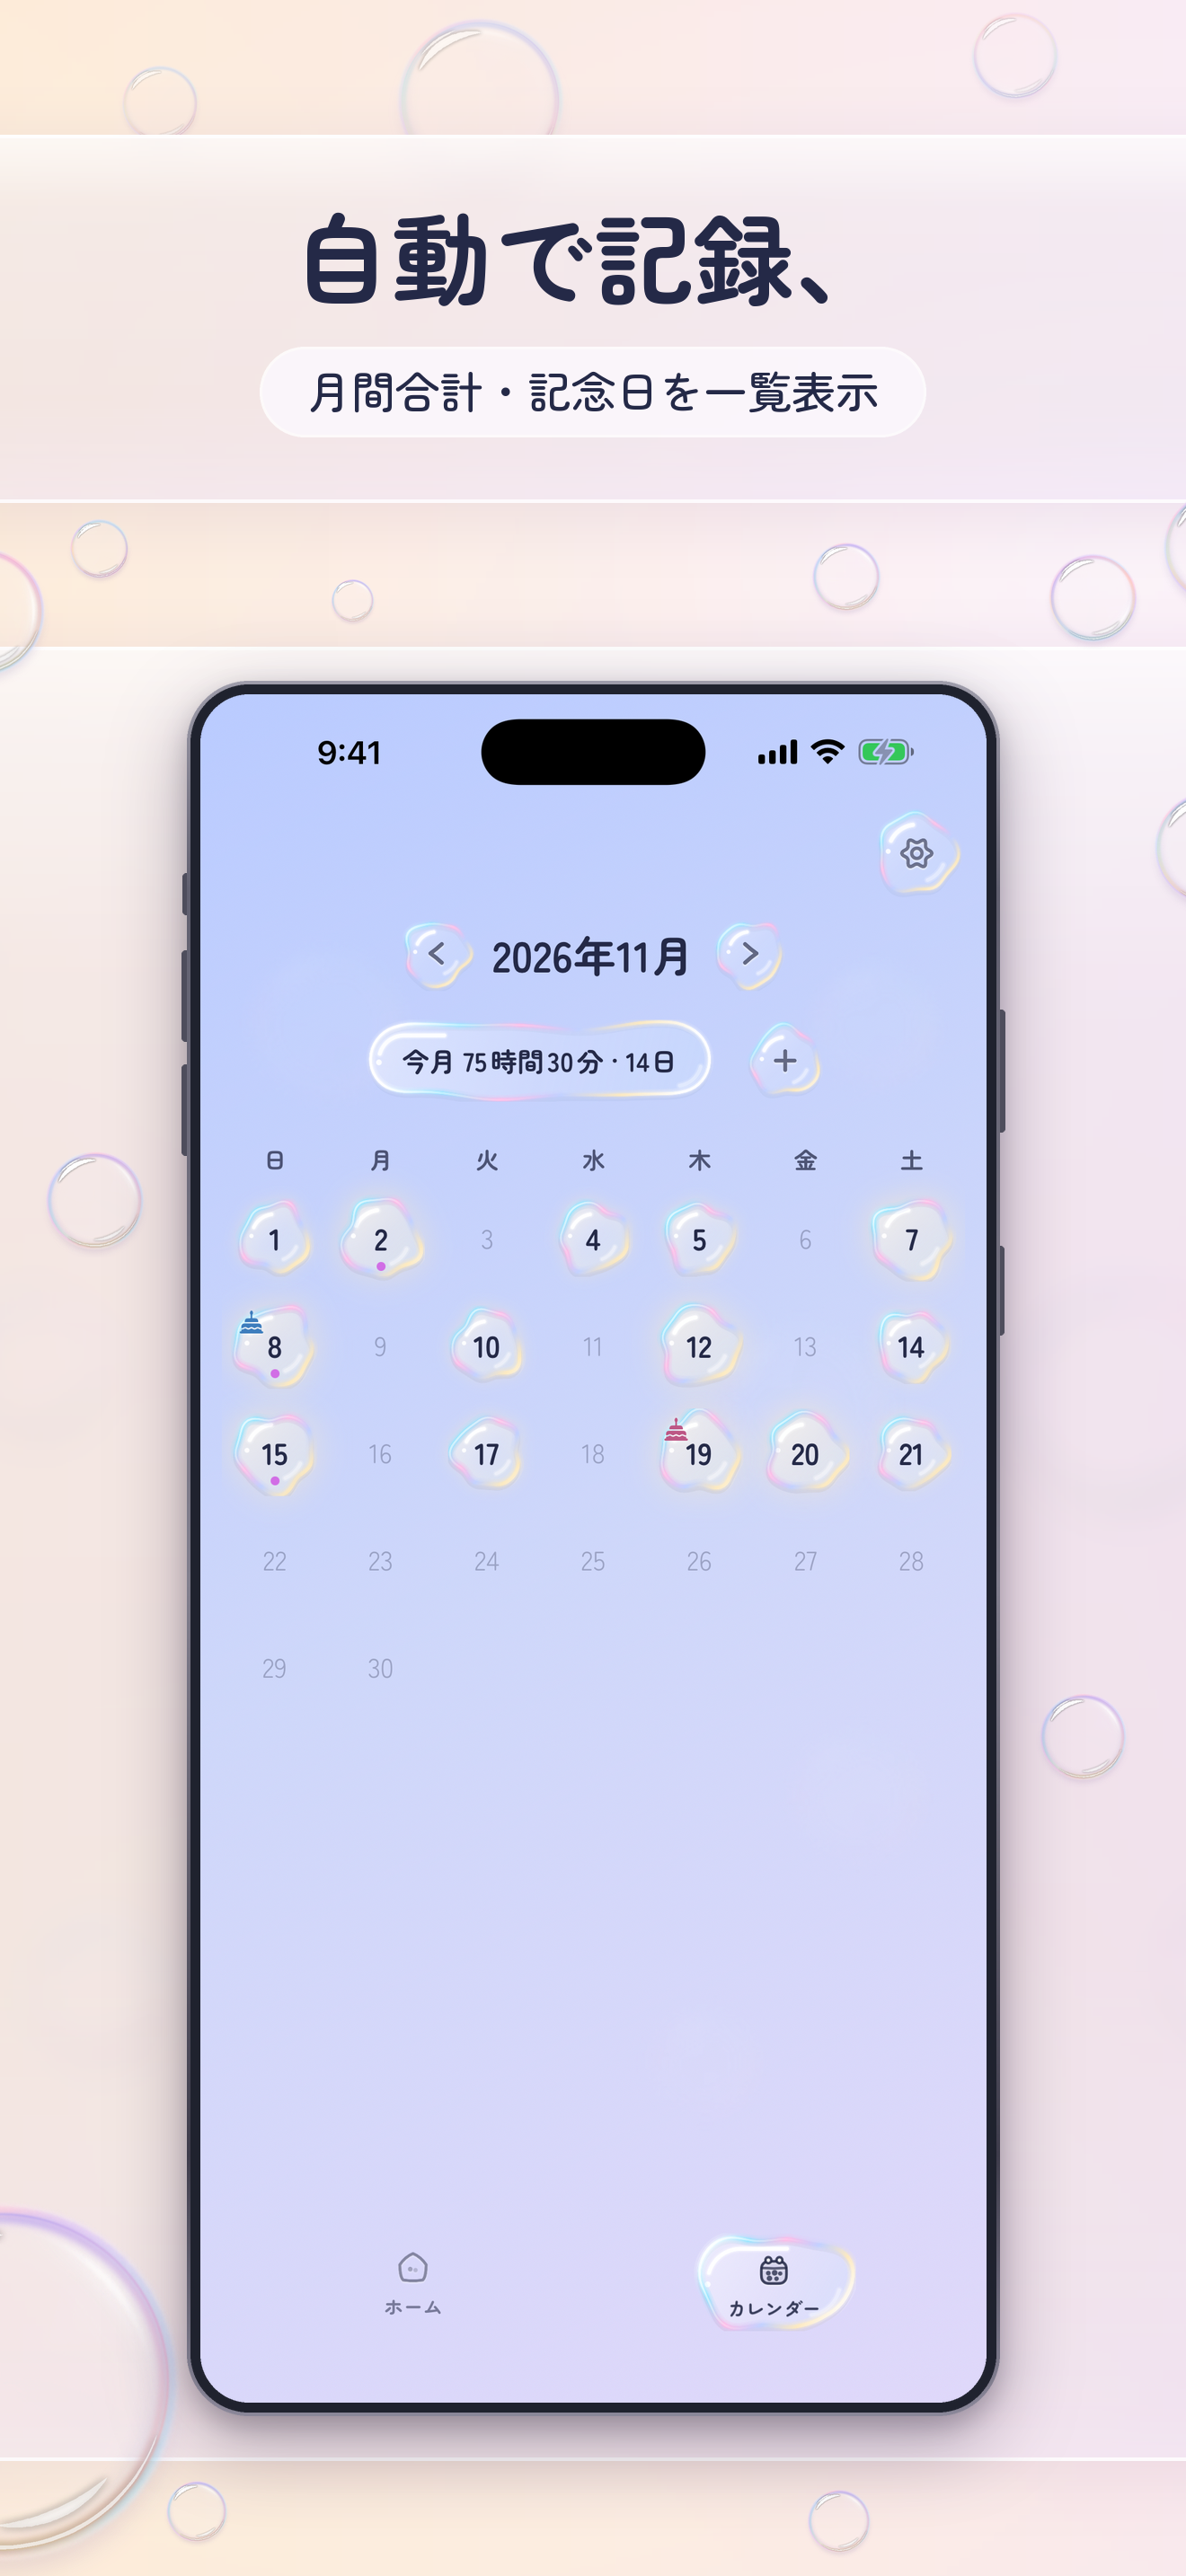 自動で記録、
月間合計・記念日を一覧表示
9:41
2026年11月
今月 75時間30分・14日
日 月 火 水 木 金 土
1 2 3 4 5 6 7
8 9 10 11 12 13 14
15 16 17 18 19 20 21
22 23 24 25 26 27 28
29 30
ホーム カレンダー